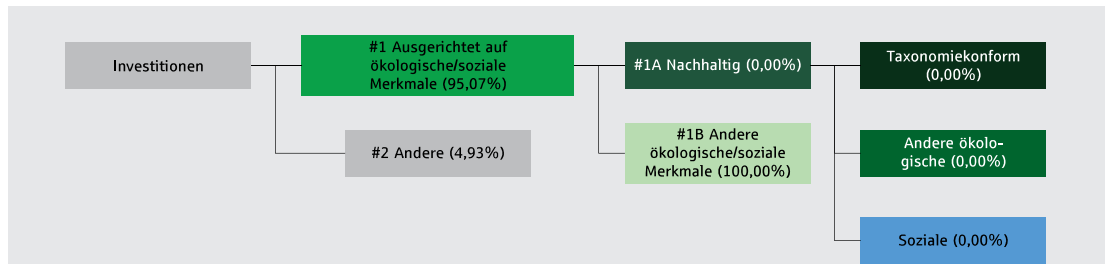 Investitionen
#1 Ausgerichtet auf
ökologische/soziale
Merkmale (95,07%)
#1A Nachhaltig (0,00%)
Taxonomiekonform
(0,00%)
#2 Andere (4,93%)
#1B Andere
ökologische/soziale
Merkmale (100,00%)
Andere ökolo-
gische (0,00%)
Soziale (0,00%)